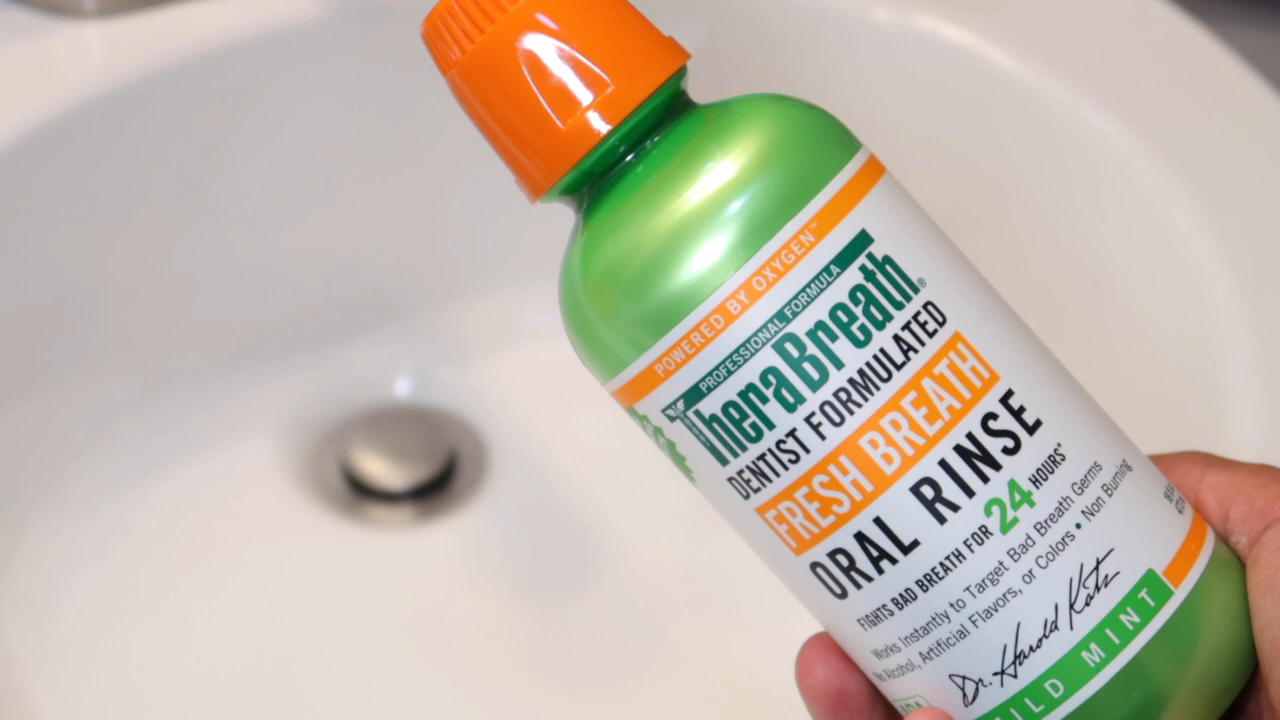 POWERED BY OXYGEN™
PROFESSIONAL FORMULA
TheraBreath®
DENTIST FORMULATED
FRESH BREATH
ORAL RINSE
FIGHTS BAD BREATH FOR 24 HOURS*
Works Instantly to Target Bad Breath Germs
No Alcohol, Artificial Flavors, or Colors • Non Burning
Dr. Harold Katz
MILD MINT
ADA